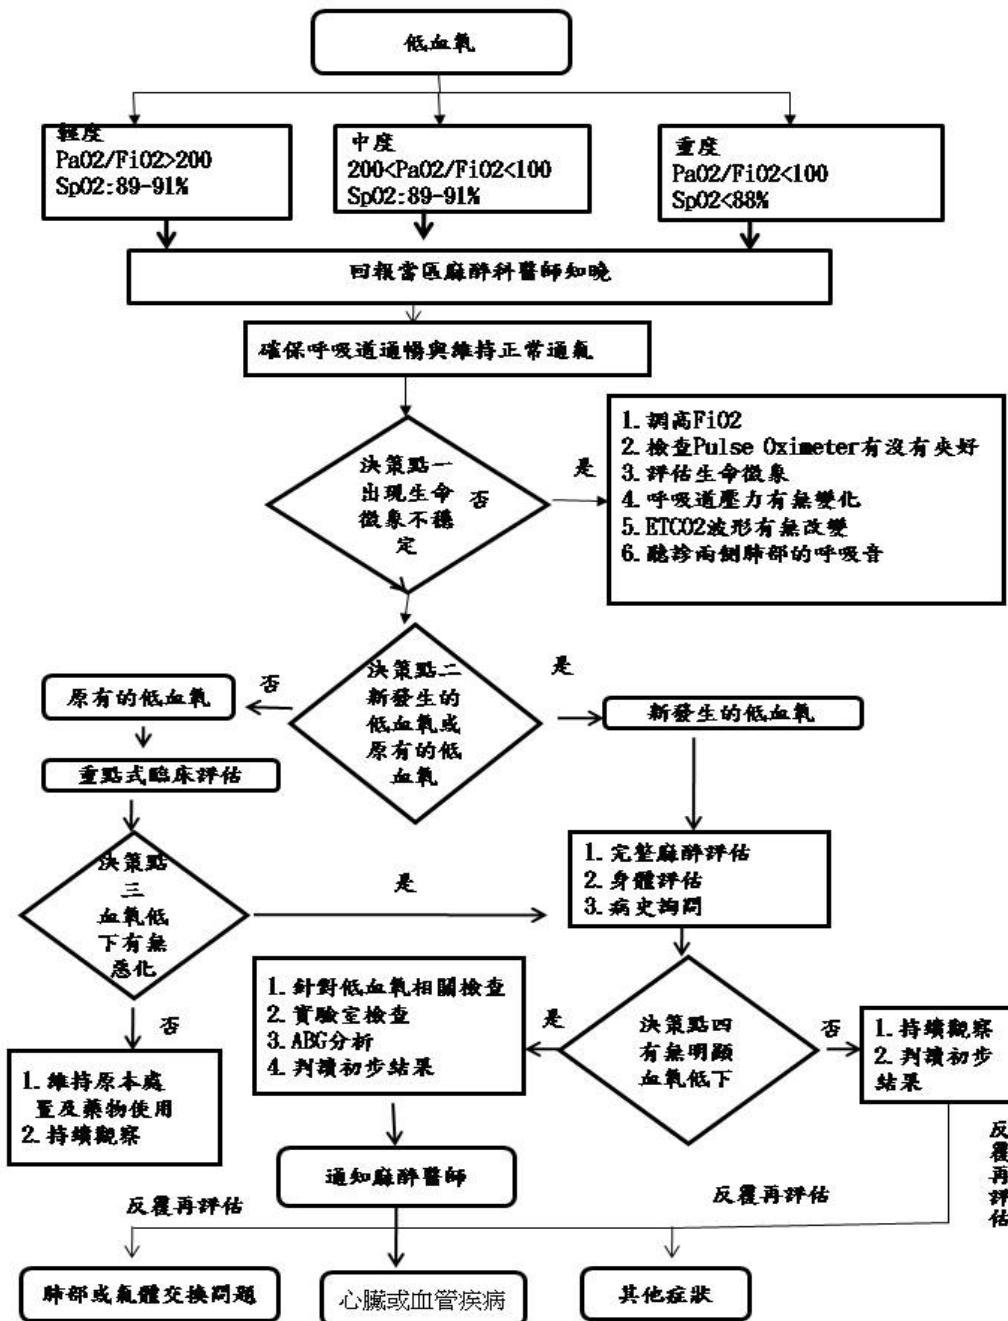 低血氧
輕度
PaO2/FiO2>200
SpO2:89-91%
中度
200<PaO2/FiO2<100
SpO2:89-91%
重度
PaO2/FiO2<100
SpO2<88%
回報當區麻醉科醫師知曉
確保呼吸道通暢與維持正常通氣
決策點一
出現生命
徵象不穩
定
否
是
1.調高FiO2
2.檢查Pulse Oximeter有沒有夾好
3.評估生命徵象
4.呼吸道壓力有無變化
5.ETCO2波形有無改變
6.聽診兩側肺部的呼吸音
決策點二
新發生的
低血氧或
原有的低
血氧
否
是
原有的低血氧
新發生的低血氧
重點式臨床評估
決策點
三
血氧低
下有無
惡化
是
否
1.完整麻醉評估
2.身體評估
3.病史詢問
1.針對低血氧相關檢查
2.實驗室檢查
3.ABG分析
4.判讀初步結果
是
決策點四
有無明顯
血氧低下
否
1.持續觀察
2.判讀初步
結果
1.維持原本處
置及藥物使用
2.持續觀察
通知麻醉醫師
反覆再評估
反覆再評估
反覆再評估
肺部或氣體交換問題
心臟或血管疾病
其他症狀